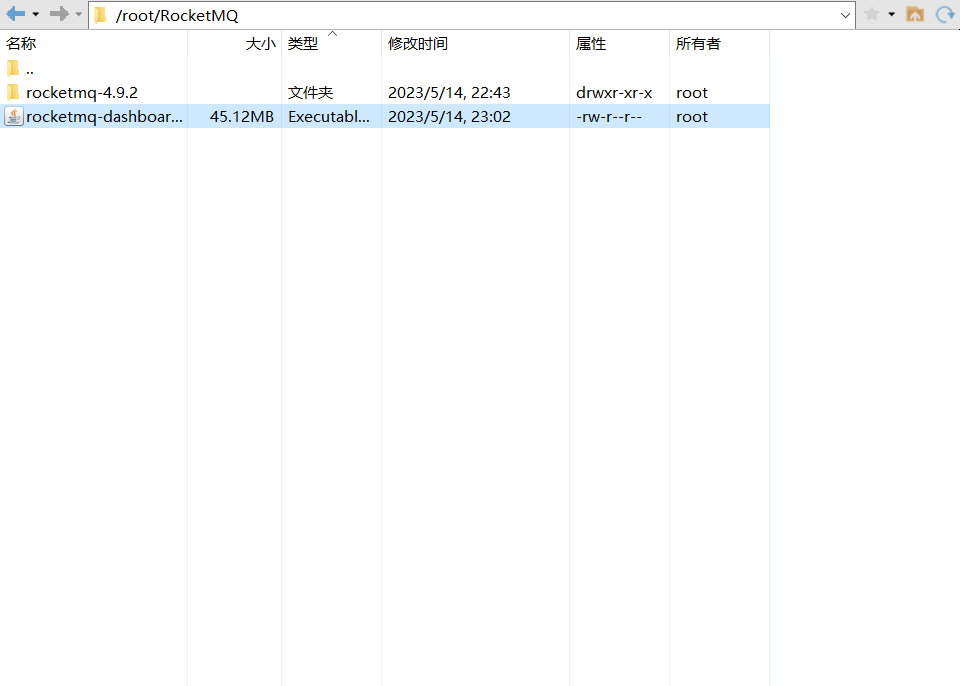 /root/RocketMQ
名称 大小 类型 修改时间 属性 所有者
..
rocketmq-4.9.2 文件夹 2023/5/14, 22:43 drwxr-xr-x root
rocketmq-dashboar... 45.12MB Executabl... 2023/5/14, 23:02 -rw-r--r-- root